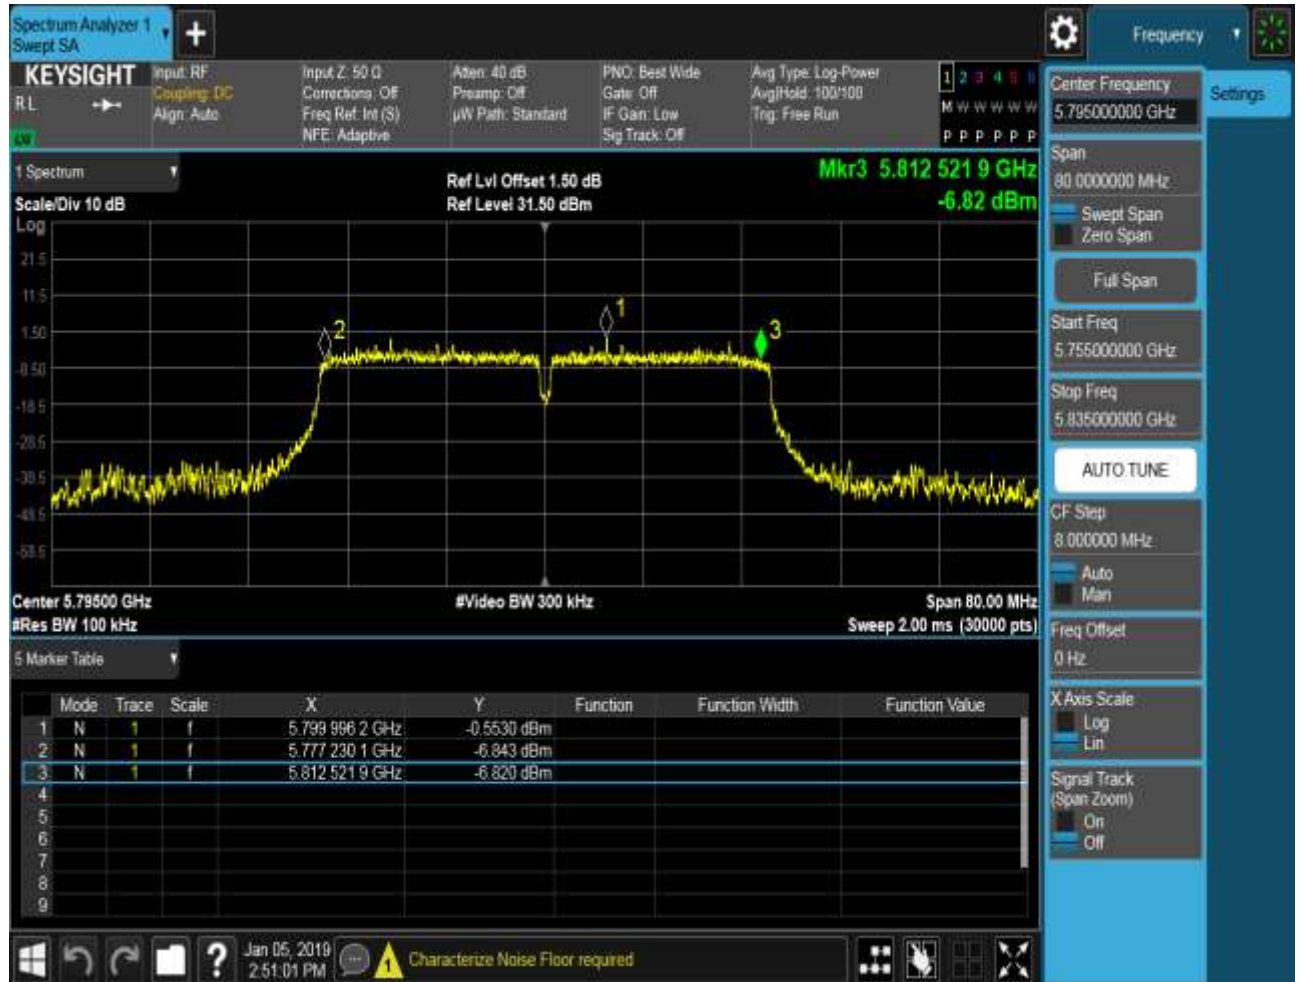 Spectrum Analyzer 1
Swept SA
+
Frequency
KEYSIGHT
RL
Input: RF
Coupling: DC
Align: Auto
Input Z: 50 Ω
Corrections: Off
Freq Ref: Int (S)
NFE: Adaptive
Atten: 40 dB
Preamp: Off
µW Path: Standard
PNO: Best Wide
Gate: Off
IF Gain: Low
Sig Track: Off
Avg Type: Log-Power
Avg|Hold: 100/100
Trig: Free Run
1 2 3 4 5 6
M W W W W W
P P P P P P
1 Spectrum
Scale/Div 10 dB
Ref Lvl Offset 1.50 dB
Ref Level 31.50 dBm
Mkr3 5.812 521 9 GHz
-6.82 dBm
Log
21.5
11.5
1.50
-8.50
-18.5
-28.5
-38.5
-48.5
-58.5
1
2
3
Center 5.79500 GHz
#Video BW 300 kHz
Span 80.00 MHz
#Res BW 100 kHz
Sweep 2.00 ms (30000 pts)
5 Marker Table
Mode Trace Scale X Y Function Function Width Function Value
1 N 1 f 5.799 996 2 GHz -0.5530 dBm
2 N 1 f 5.777 230 1 GHz -6.843 dBm
3 N 1 f 5.812 521 9 GHz -6.820 dBm
4
5
6
7
8
9
?
Jan 05, 2019
2:51:01 PM
Characterize Noise Floor required
Center Frequency
5.795000000 GHz
Settings
Span
80.0000000 MHz
Swept Span
Zero Span
Full Span
Start Freq
5.755000000 GHz
Stop Freq
5.835000000 GHz
AUTO TUNE
CF Step
8.000000 MHz
Auto
Man
Freq Offset
0 Hz
X Axis Scale
Log
Lin
Signal Track
(Span Zoom)
On
Off